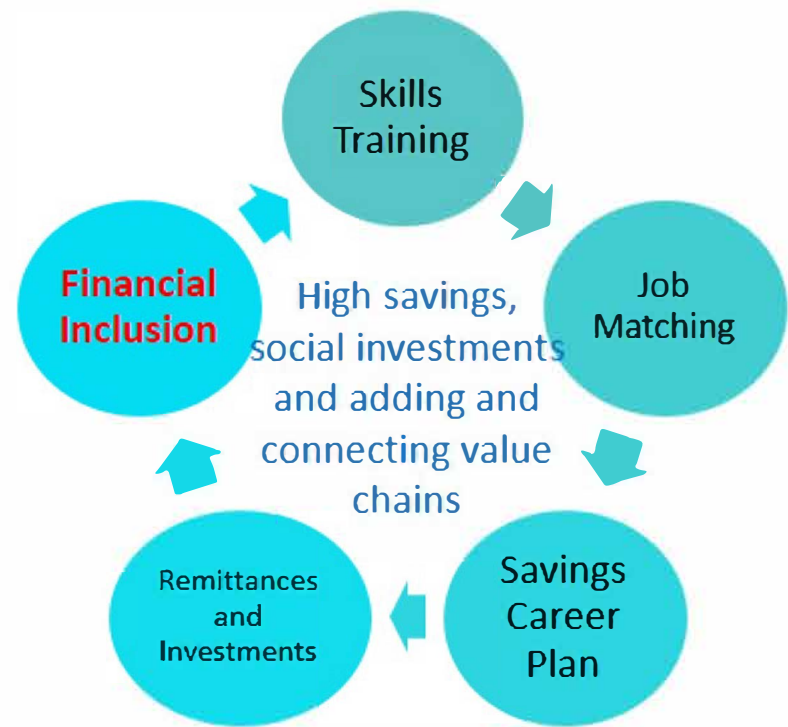 Skills
Training
Job
Matching
Savings
Career
Plan
Remittances
and
Investments
Financial
Inclusion
High savings,
social investments
and adding and
connecting value
chains